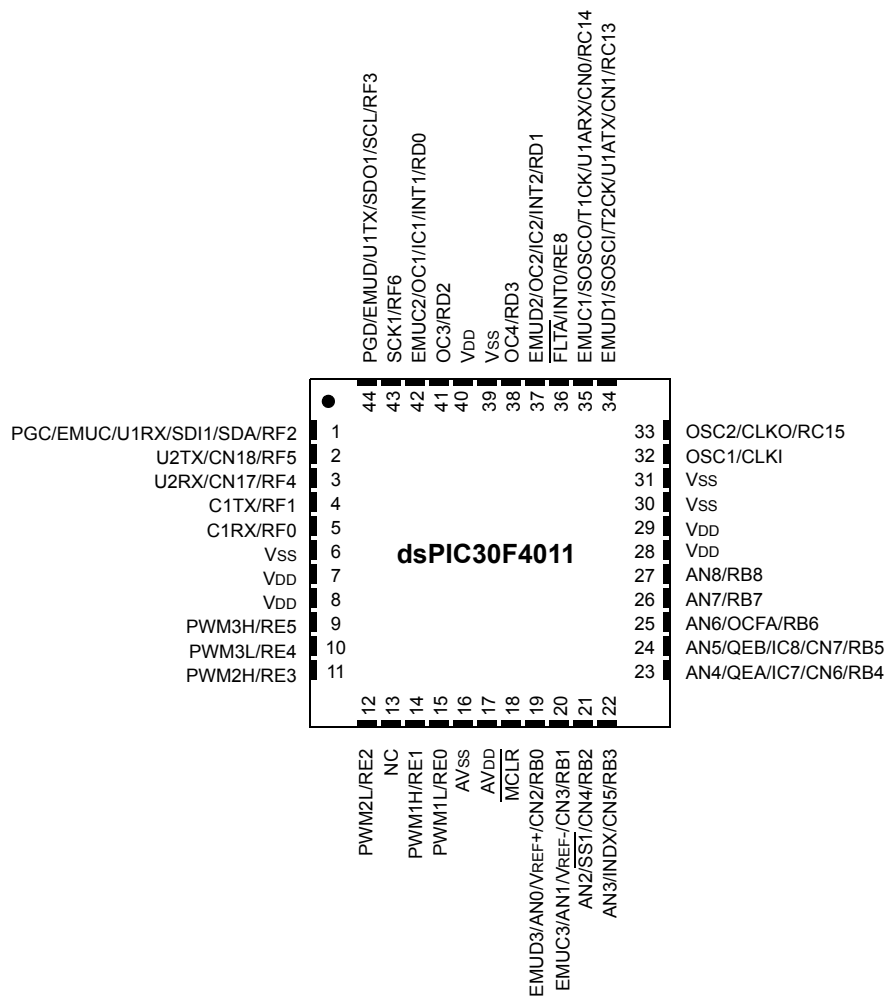 PGD/EMUD/U1TX/SDO1/SCL/RF3
SCK1/RF6
EMUC2/OC1/IC1/INT1/RD0
OC3/RD2
VDD
VSS
OC4/RD3
EMUD2/OC2/IC2/INT2/RD1
FLTA/INT0/RE8
EMUC1/SOSCO/T1CK/U1ARX/CN0/RC14
EMUD1/SOSCI/T2CK/U1ATX/CN1/RC13
44 43 42 41 40 39 38 37 36 35 34
PGC/EMUC/U1RX/SDI1/SDA/RF2 1
U2TX/CN18/RF5 2
U2RX/CN17/RF4 3
C1TX/RF1 4
C1RX/RF0 5
VSS 6
VDD 7
VDD 8
PWM3H/RE5 9
PWM3L/RE4 10
PWM2H/RE3 11
dsPIC30F4011
33 OSC2/CLKO/RC15
32 OSC1/CLKI
31 VSS
30 VSS
29 VDD
28 VDD
27 AN8/RB8
26 AN7/RB7
25 AN6/OCFA/RB6
24 AN5/QEB/IC8/CN7/RB5
23 AN4/QEA/IC7/CN6/RB4
12 13 14 15 16 17 18 19 20 21 22
PWM2L/RE2
NC
PWM1H/RE1
PWM1L/RE0
AVSS
AVDD
MCLR
EMUD3/AN0/VREF+/CN2/RB0
EMUC3/AN1/VREF-/CN3/RB1
AN2/SS1/CN4/RB2
AN3/INDX/CN5/RB3